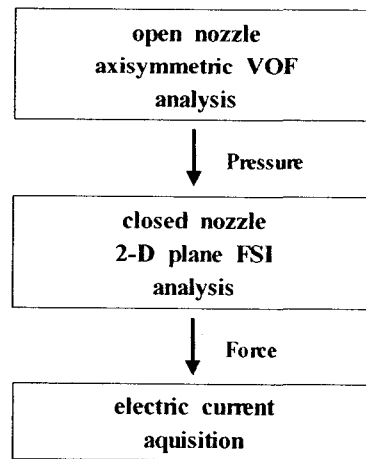 open nozzle
axisymmetric VOF
analysis
Pressure
closed nozzle
2-D plane FSI
analysis
Force
electric current
aquisition